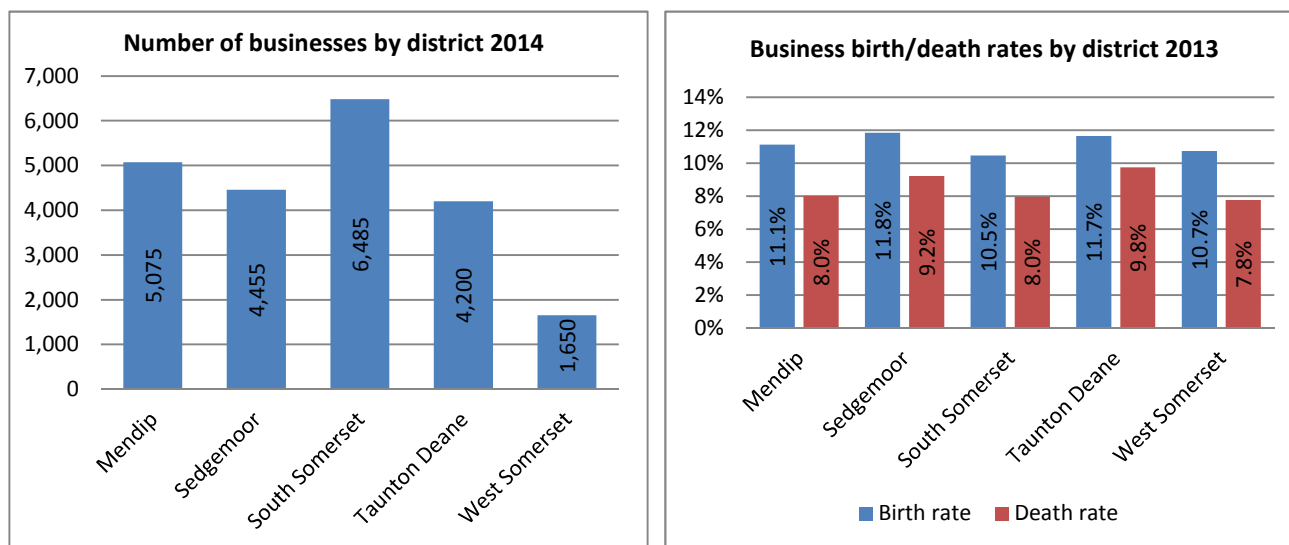 Number of businesses by district 2014
7,000
6,000
5,000
4,000
3,000
2,000
1,000
0
5,075
4,455
6,485
4,200
1,650
Mendip
Sedgemoor
South Somerset
Taunton Deane
West Somerset
Business birth/death rates by district 2013
14%
12%
10%
8%
6%
4%
2%
0%
11.1%
8.0%
11.8%
9.2%
10.5%
8.0%
11.7%
9.8%
10.7%
7.8%
Mendip
Sedgemoor
South Somerset
Taunton Deane
West Somerset
Birth rate
Death rate